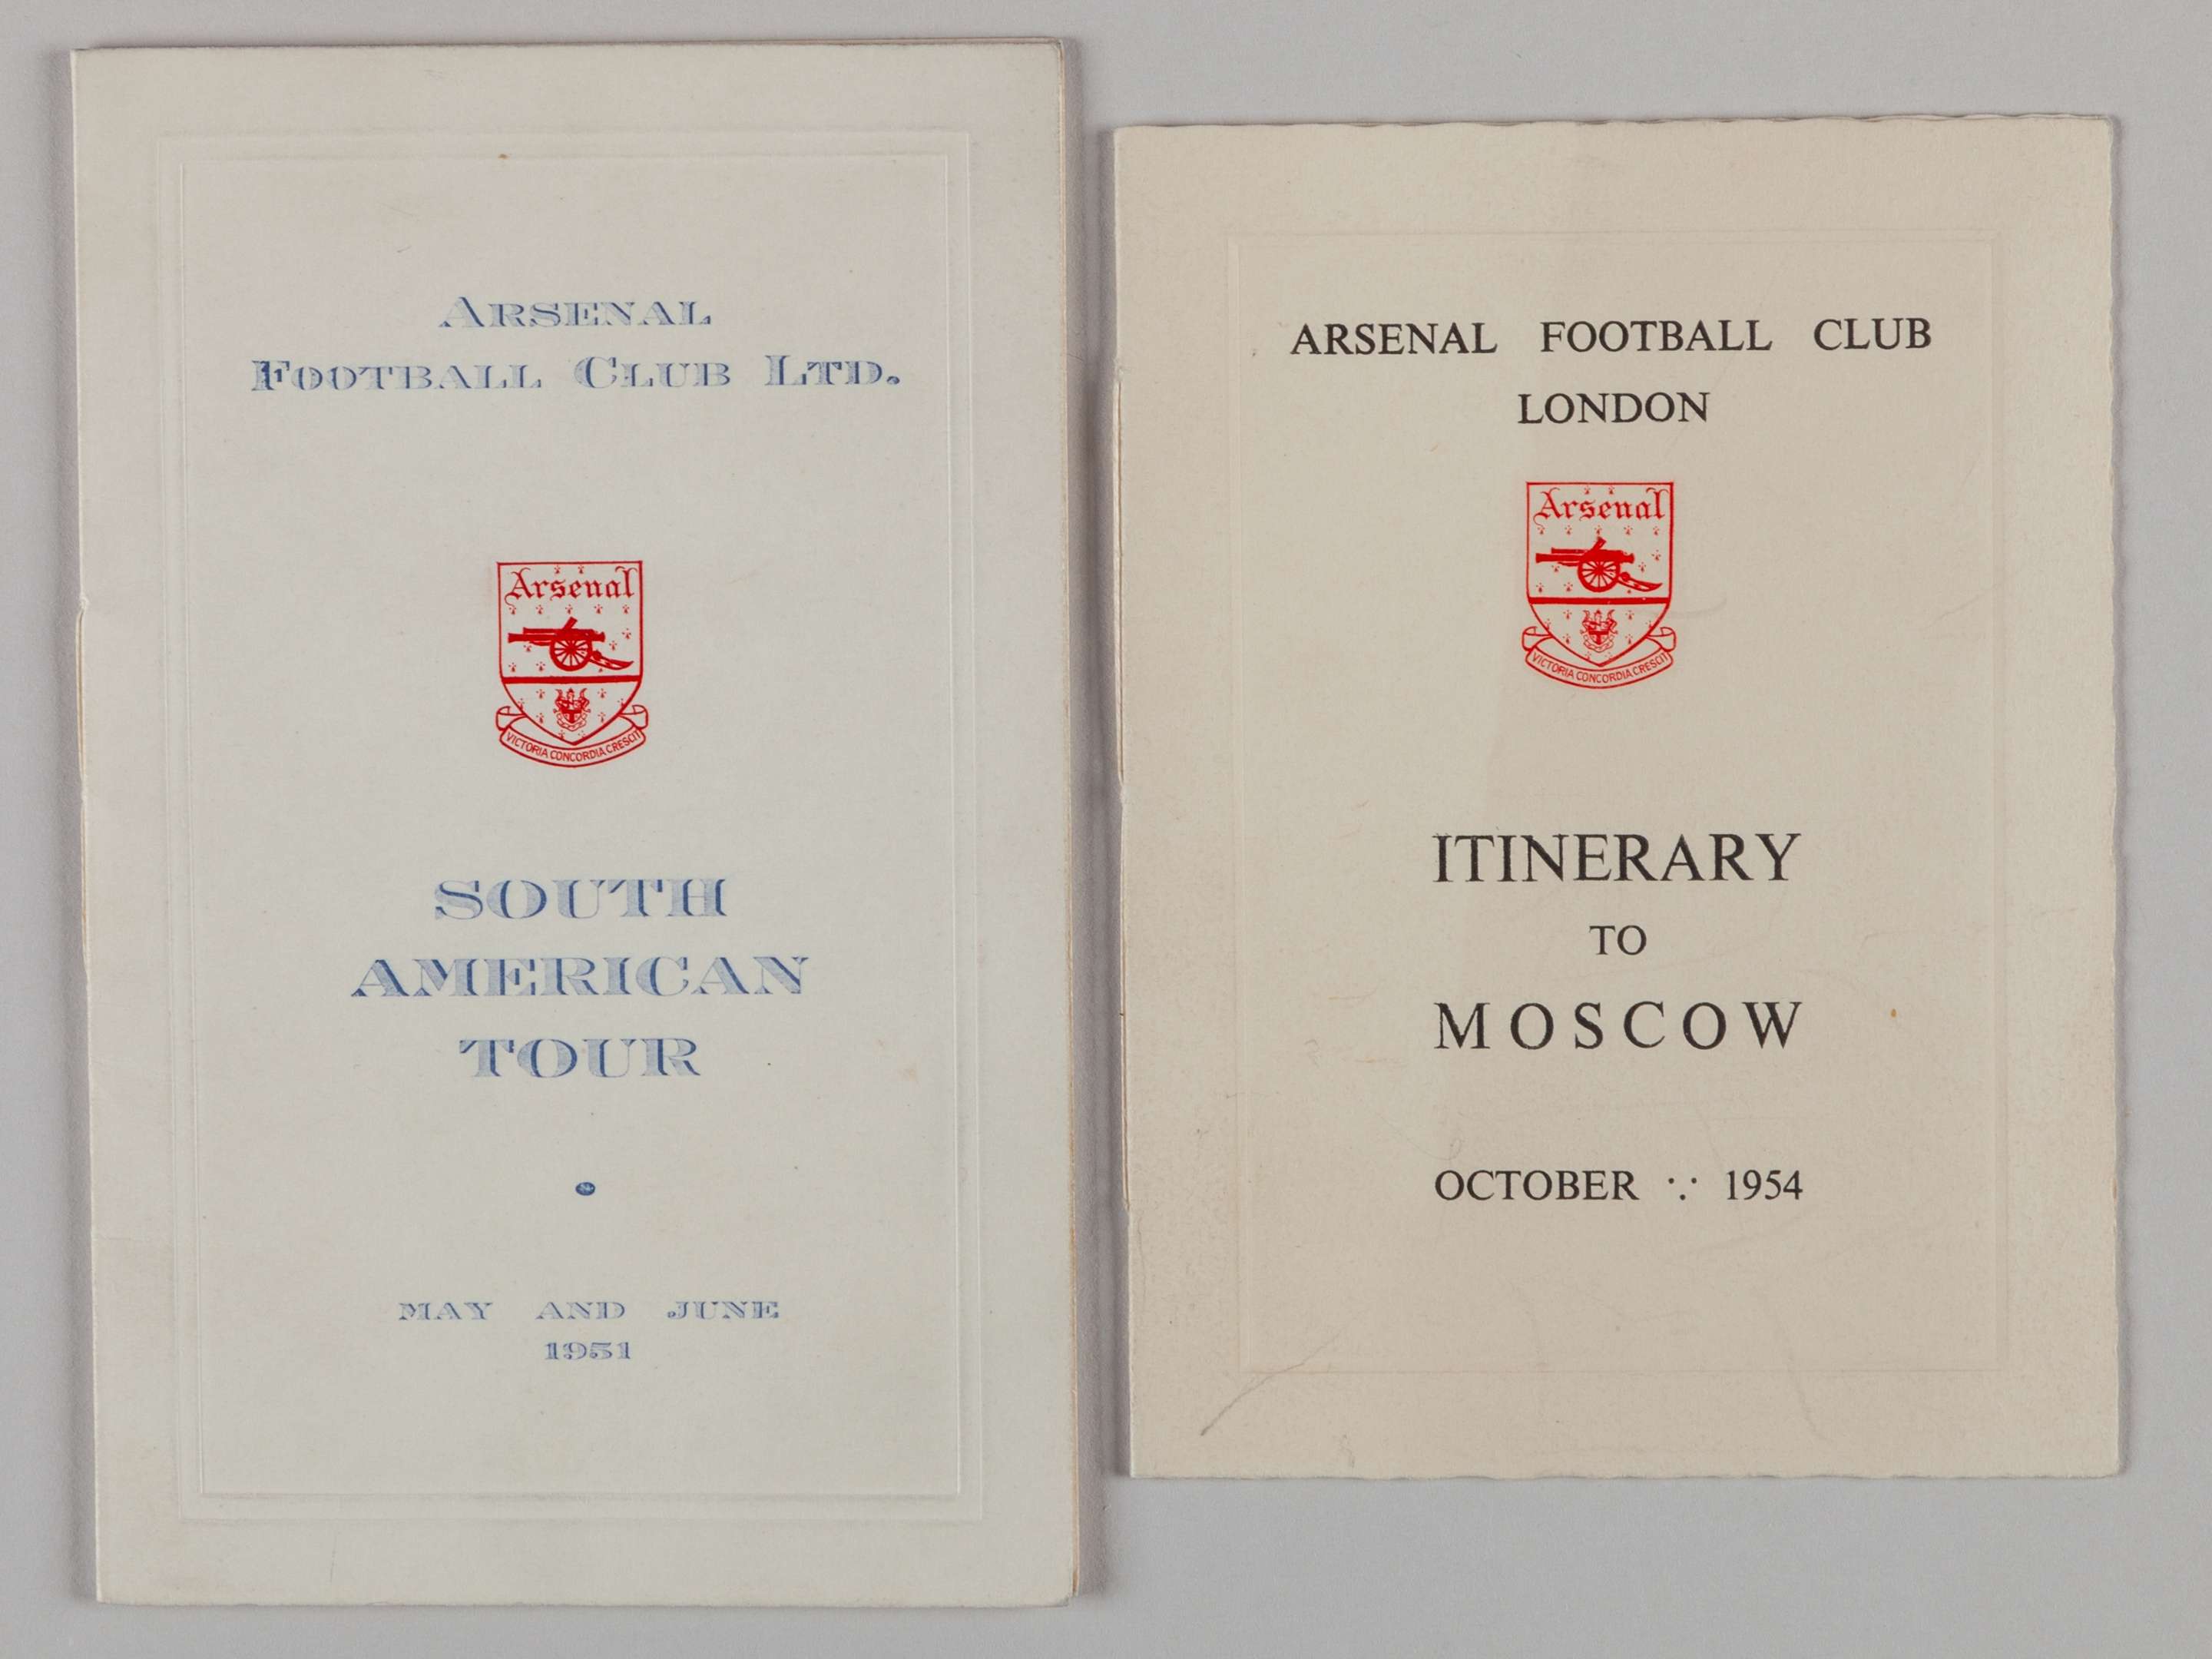 ARSENAL
FOOTBALL CLUB LTD.
Arsenal
VICTORIA CONCORDIA CRESCIT
SOUTH
AMERICAN
TOUR
MAY AND JUNE
1951
ARSENAL FOOTBALL CLUB
LONDON
Arsenal
VICTORIA CONCORDIA CRESCIT
ITINERARY
TO
MOSCOW
OCTOBER ∵ 1954